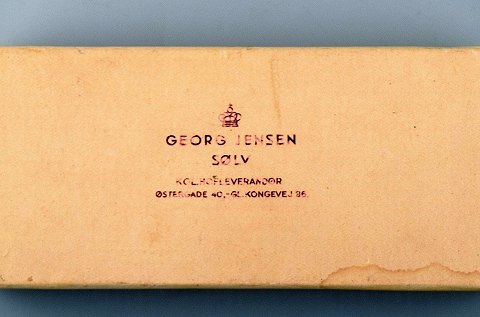 GEORG JENSEN
SØLV
KGL. HOFLEVERANDØR
ØSTERGADE 40,-GL. KONGEVEJ 86.